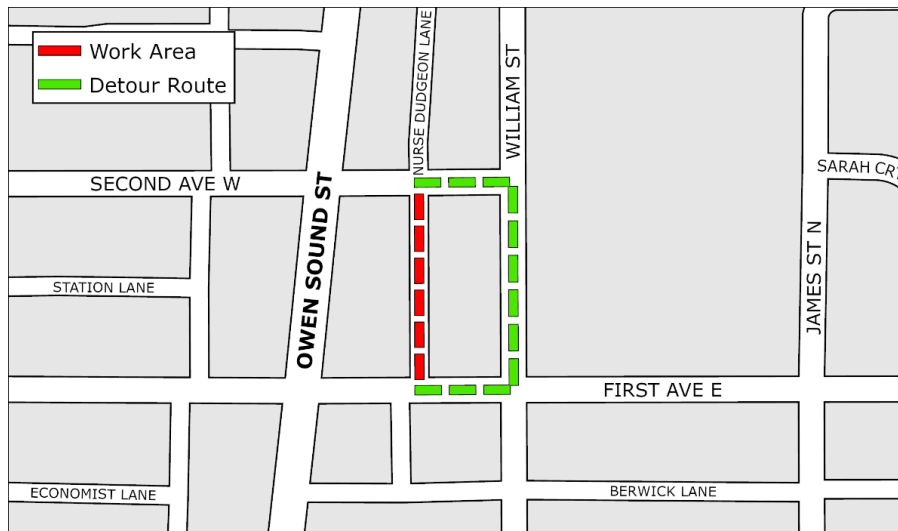 Work Area
Detour Route
NURSE DUDGEON LANE
WILLIAM ST
SECOND AVE W
SARAH CR
OWEN SOUND ST
JAMES ST N
STATION LANE
FIRST AVE E
ECONOMIST LANE
BERWICK LANE